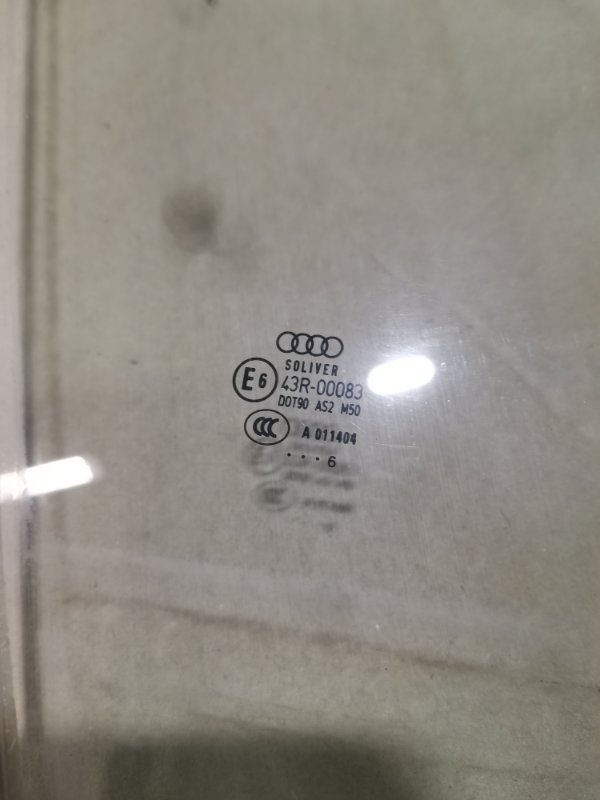 SOLIVER
E6 43R-00083
DOT90 AS2 M50
CCC A 011404
...6